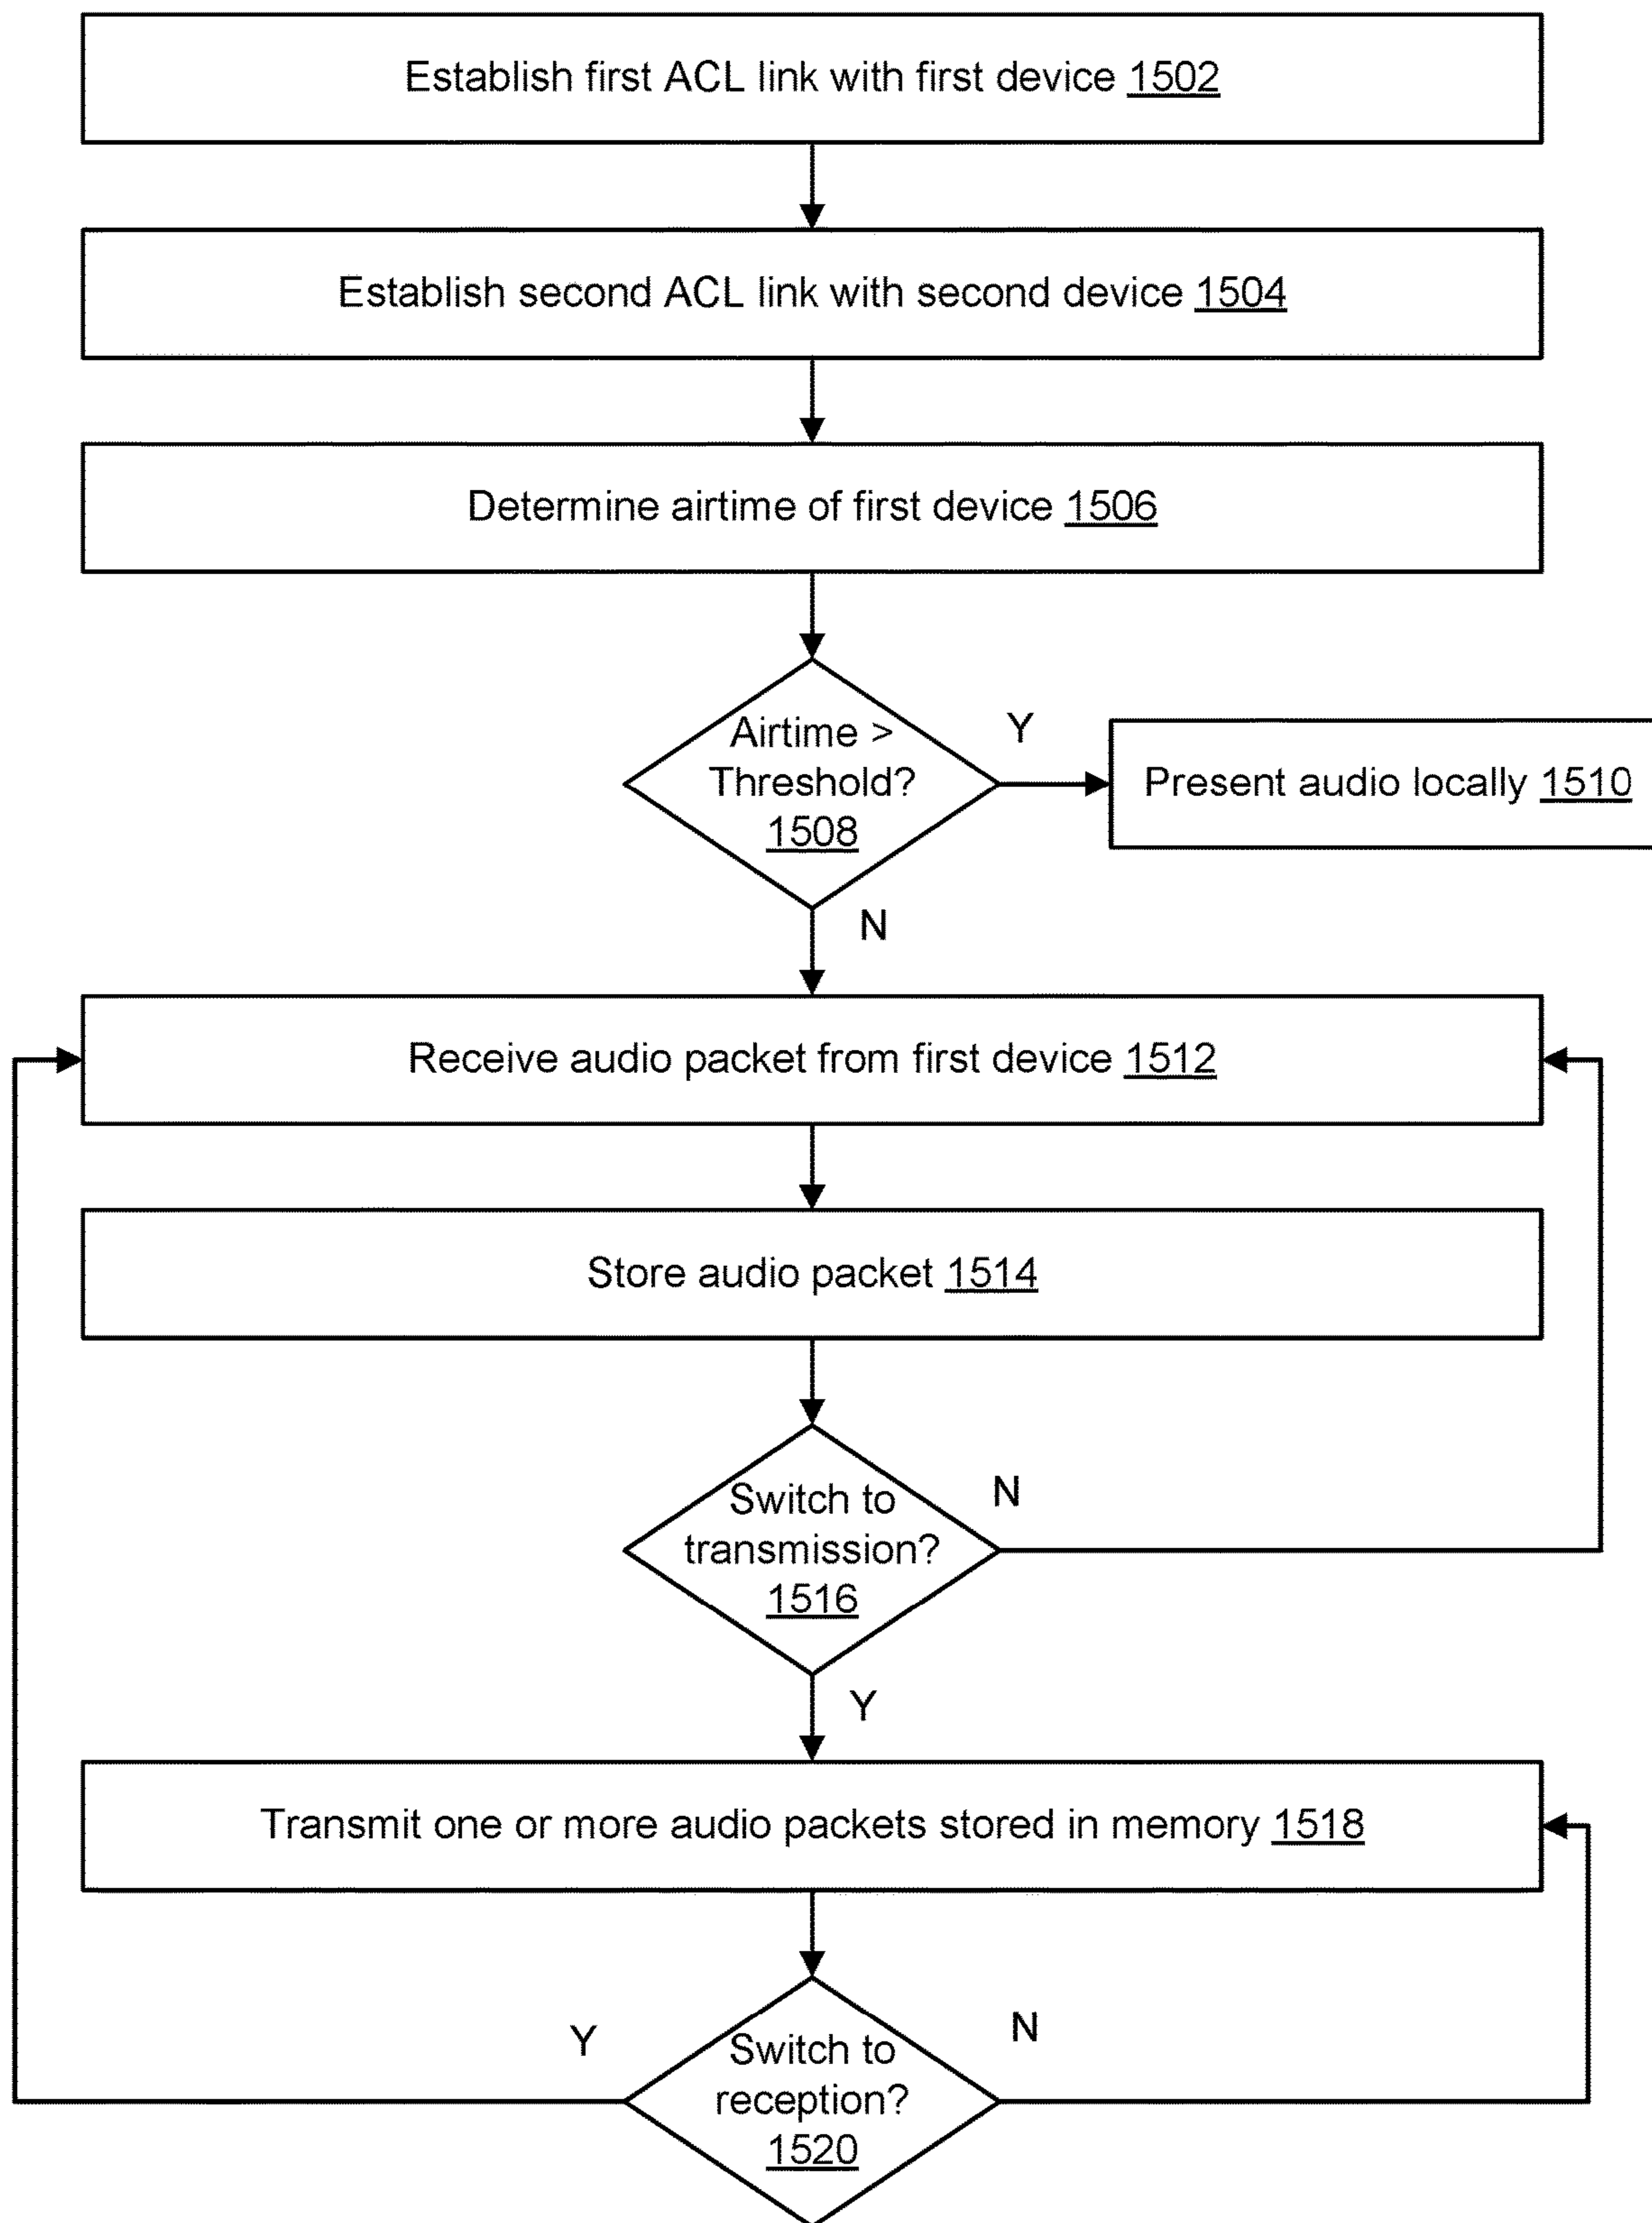 Establish first ACL link with first device 1502
Establish second ACL link with second device 1504
Determine airtime of first device 1506
Airtime >
Threshold?
1508
Y
Present audio locally 1510
N
Receive audio packet from first device 1512
Store audio packet 1514
Switch to
transmission?
1516
N
Y
Transmit one or more audio packets stored in memory 1518
Y
Switch to
reception?
1520
N